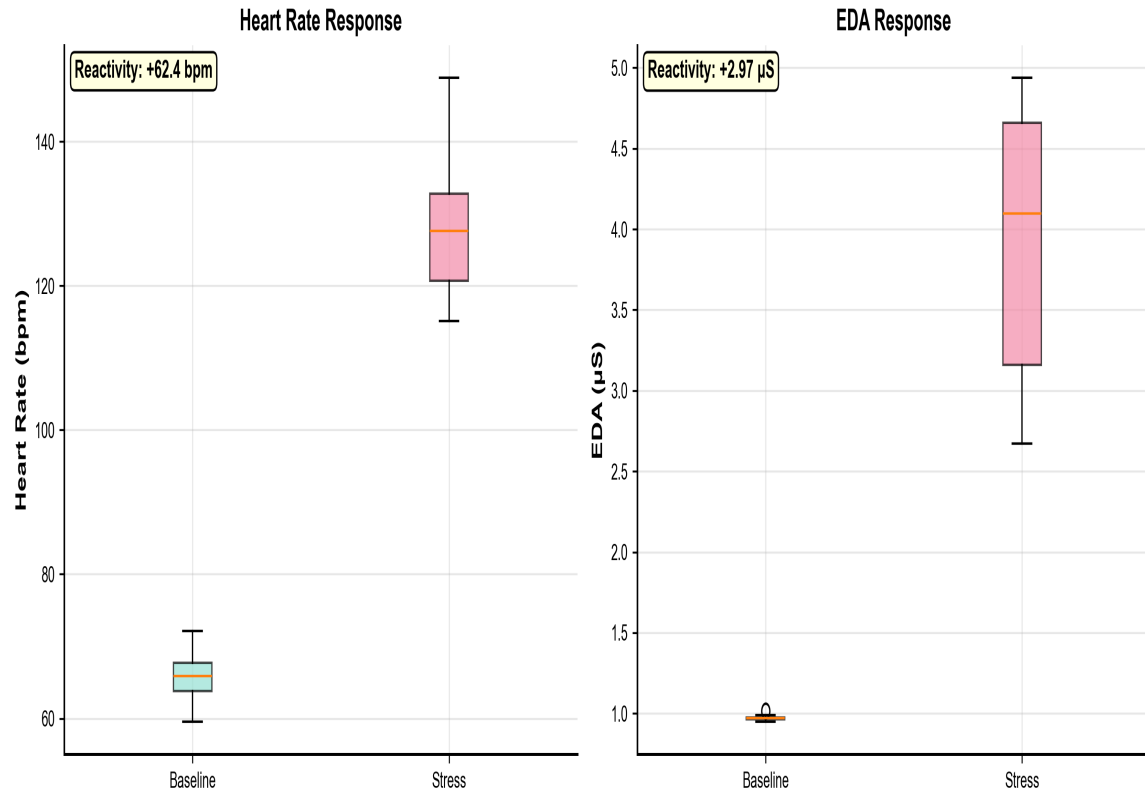 Heart Rate Response
Reactivity: +62.4 bpm
Heart Rate (bpm)
140
120
100
80
60
Baseline
Stress
EDA Response
Reactivity: +2.97 µS
EDA (µS)
5.0
4.5
4.0
3.5
3.0
2.5
2.0
1.5
1.0
Baseline
Stress